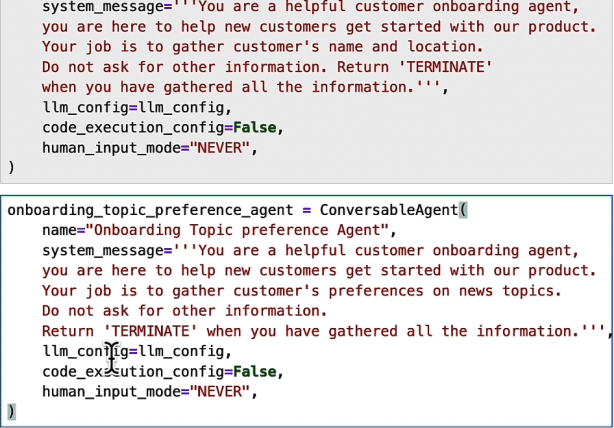 system_message='''You are a helpful customer onboarding agent,
you are here to help new customers get started with our product.
Your job is to gather customer's name and location.
Do not ask for other information. Return 'TERMINATE'
when you have gathered all the information.''',
llm_config=llm_config,
code_execution_config=False,
human_input_mode="NEVER",
)
onboarding_topic_preference_agent = ConversableAgent(
name="Onboarding Topic preference Agent",
system_message='''You are a helpful customer onboarding agent,
you are here to help new customers get started with our product.
Your job is to gather customer's preferences on news topics.
Do not ask for other information.
Return 'TERMINATE' when you have gathered all the information.''',
llm_config=llm_config,
code_execution_config=False,
human_input_mode="NEVER",
)